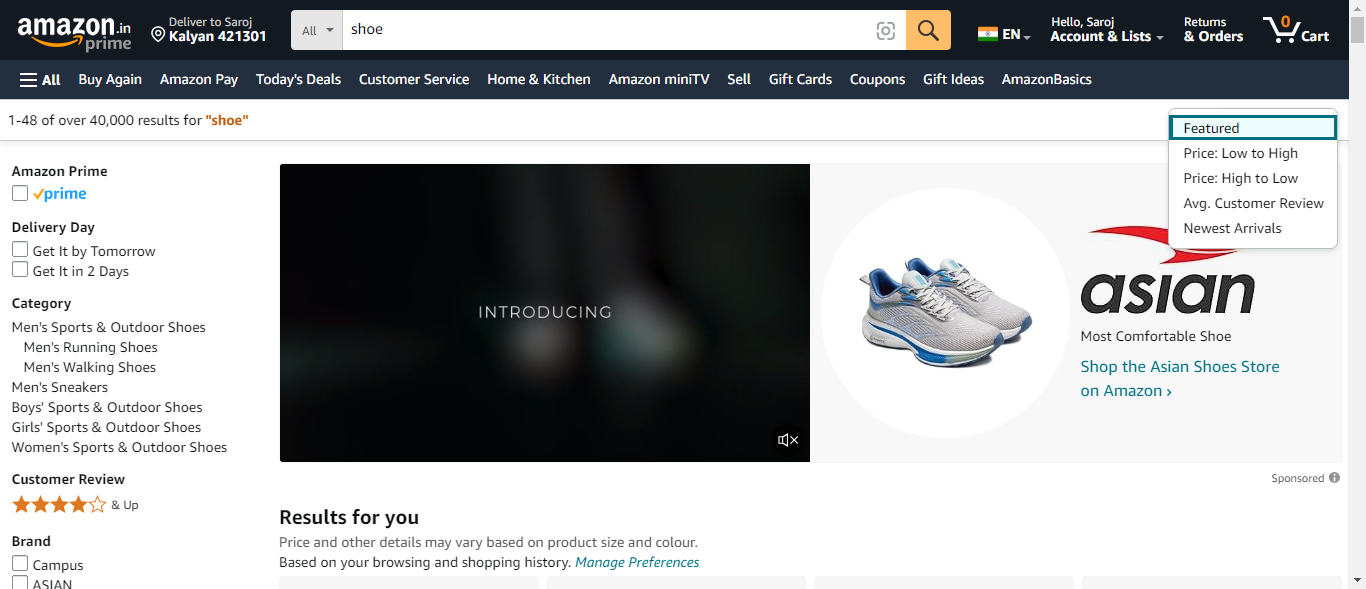 amazon.in
prime
Deliver to Saroj
Kalyan 421301
All
shoe
EN
Hello, Saroj
Account & Lists
Returns
& Orders
0
Cart
All
Buy Again
Amazon Pay
Today's Deals
Customer Service
Home & Kitchen
Amazon miniTV
Sell
Gift Cards
Coupons
Gift Ideas
AmazonBasics
1-48 of over 40,000 results for "shoe"
Featured
Price: Low to High
Price: High to Low
Avg. Customer Review
Newest Arrivals
Amazon Prime
prime
Delivery Day
Get It by Tomorrow
Get It in 2 Days
Category
Men's Sports & Outdoor Shoes
Men's Running Shoes
Men's Walking Shoes
Men's Sneakers
Boys' Sports & Outdoor Shoes
Girls' Sports & Outdoor Shoes
Women's Sports & Outdoor Shoes
Customer Review
& Up
Brand
Campus
ASIAN
INTRODUCING
asian
Most Comfortable Shoe
Shop the Asian Shoes Store
on Amazon ›
Sponsored
Results for you
Price and other details may vary based on product size and colour.
Based on your browsing and shopping history. Manage Preferences